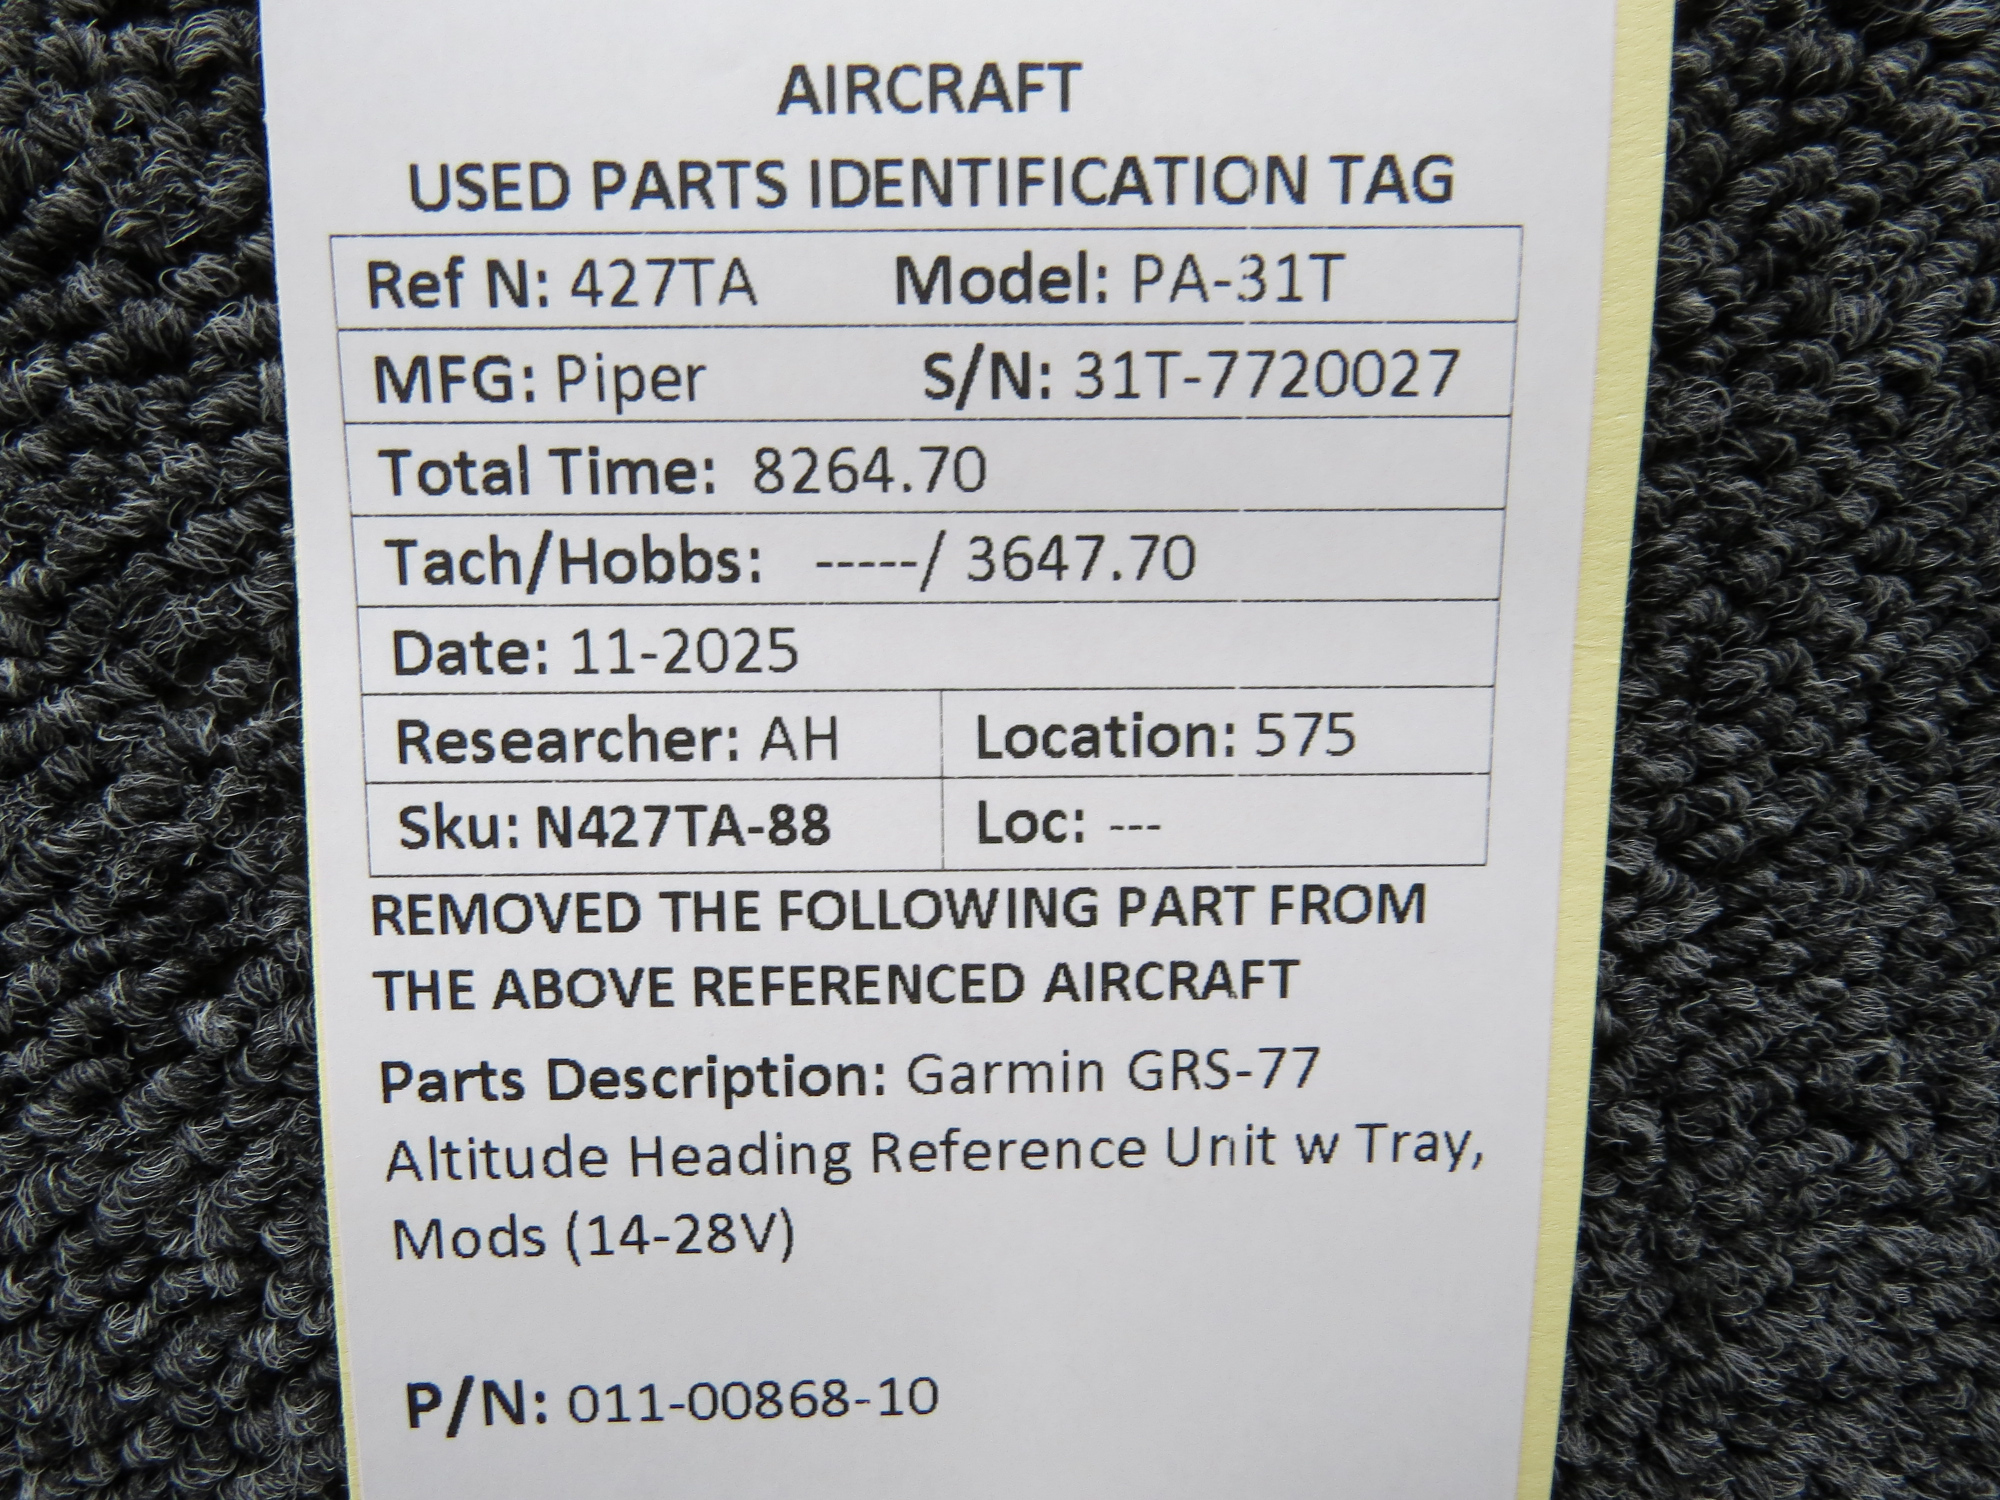 AIRCRAFT
USED PARTS IDENTIFICATION TAG
Ref N: 427TA Model: PA-31T
MFG: Piper S/N: 31T-7720027
Total Time: 8264.70
Tach/Hobbs: -----/ 3647.70
Date: 11-2025
Researcher: AH Location: 575
Sku: N427TA-88 Loc: ---
REMOVED THE FOLLOWING PART FROM
THE ABOVE REFERENCED AIRCRAFT
Parts Description: Garmin GRS-77
Altitude Heading Reference Unit w Tray,
Mods (14-28V)
P/N: 011-00868-10